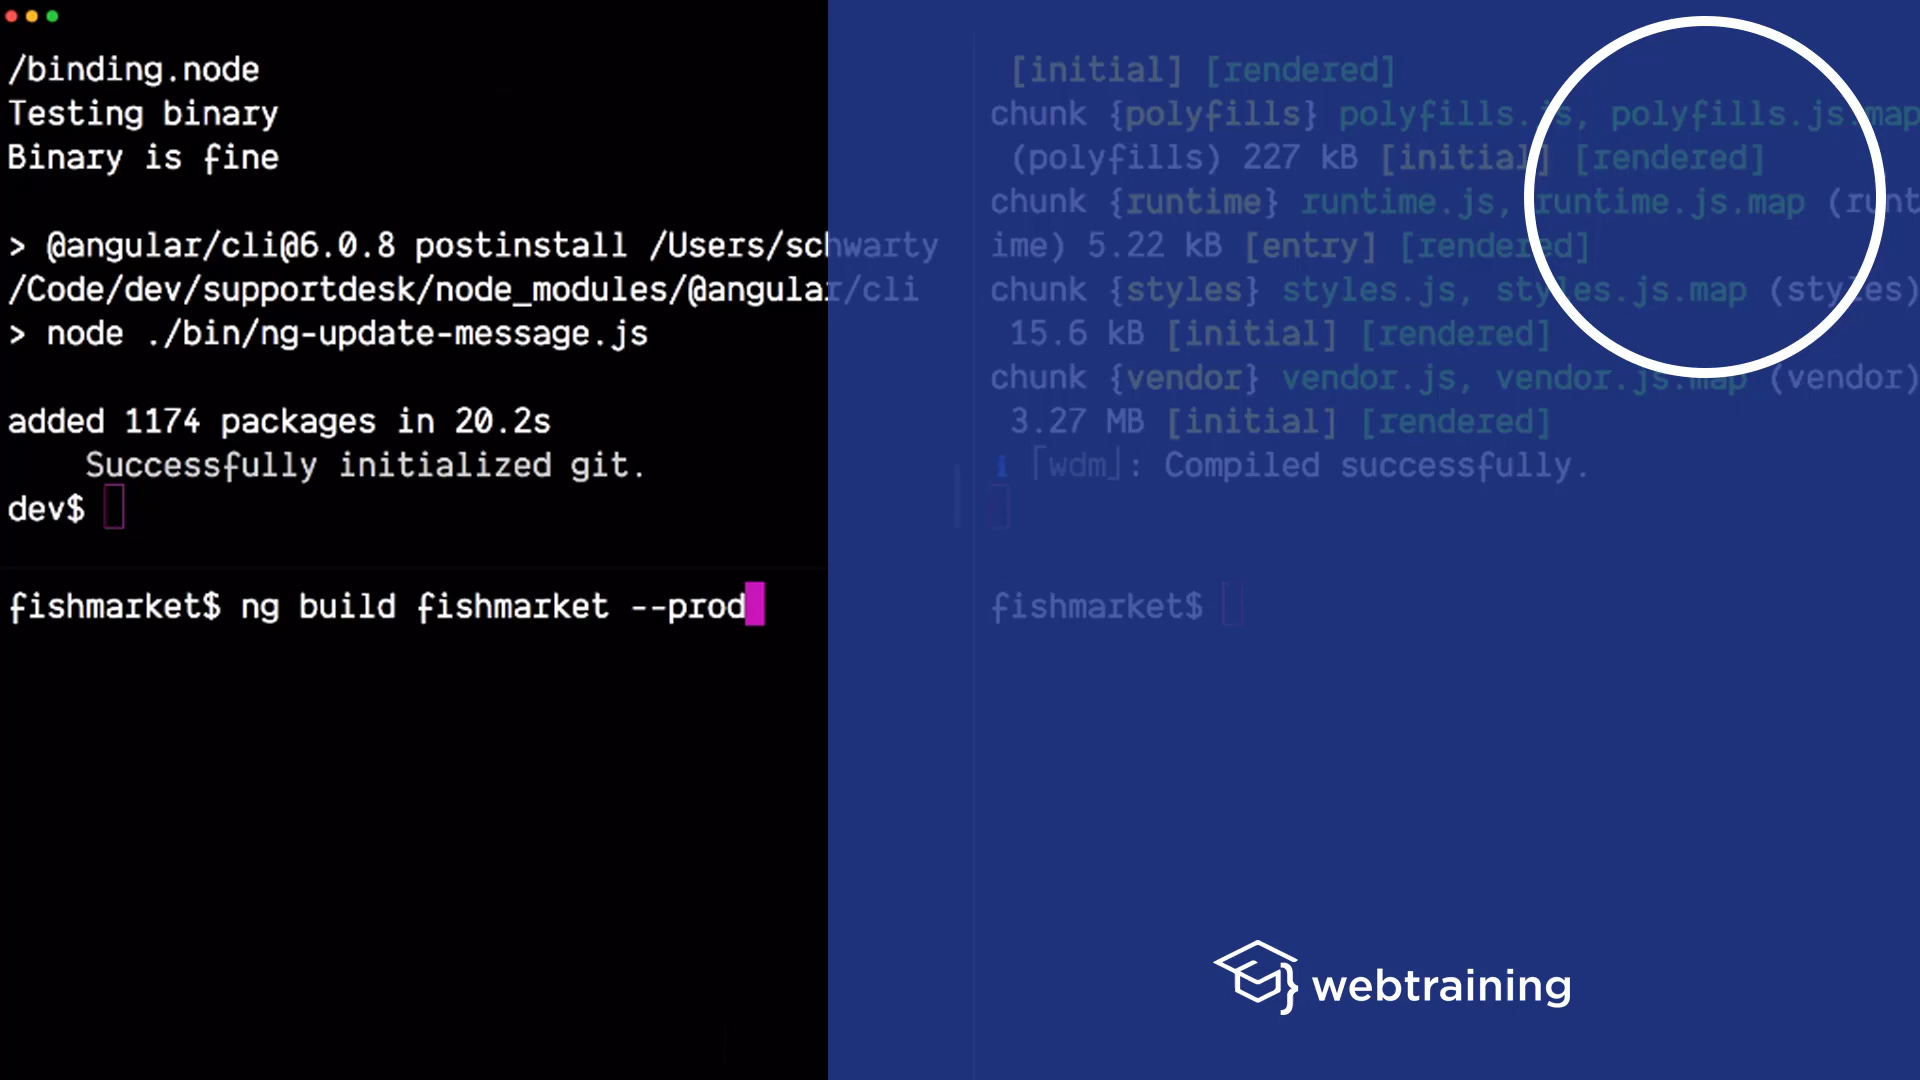 /binding.node
Testing binary
Binary is fine
> @angular/cli@6.0.8 postinstall /Users/schwarty
/Code/dev/supportdesk/node_modules/@angular/cli
> node ./bin/ng-update-message.js
added 1174 packages in 20.2s
Successfully initialized git.
dev$
fishmarket$ ng build fishmarket --prod
[initial] [rendered]
chunk {polyfills} polyfills.js, polyfills.js.map
(polyfills) 227 kB [initial] [rendered]
chunk {runtime} runtime.js, runtime.js.map (runt
ime) 5.22 kB [entry] [rendered]
chunk {styles} styles.js, styles.js.map (styles)
15.6 kB [initial] [rendered]
chunk {vendor} vendor.js, vendor.js.map (vendor)
3.27 MB [initial] [rendered]
ℹ ｢wdm｣: Compiled successfully.
fishmarket$
webtraining